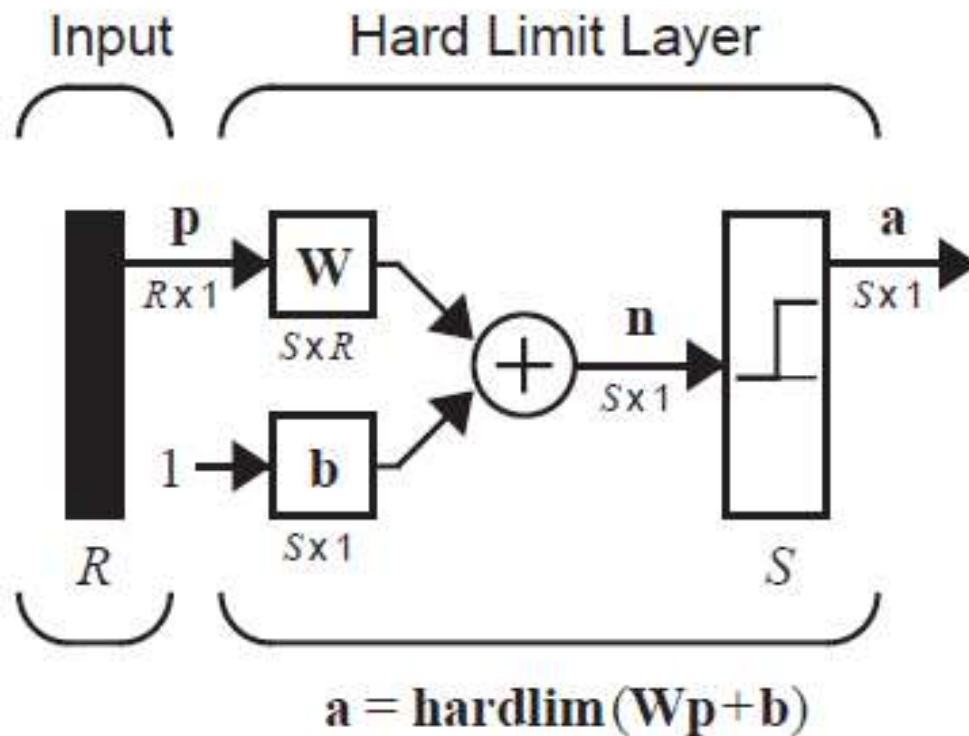 Input Hard Limit Layer
p
R x 1
W
S x R
1
b
S x 1
n
S x 1
a
S x 1
R
S
a = hardlim(Wp+b)